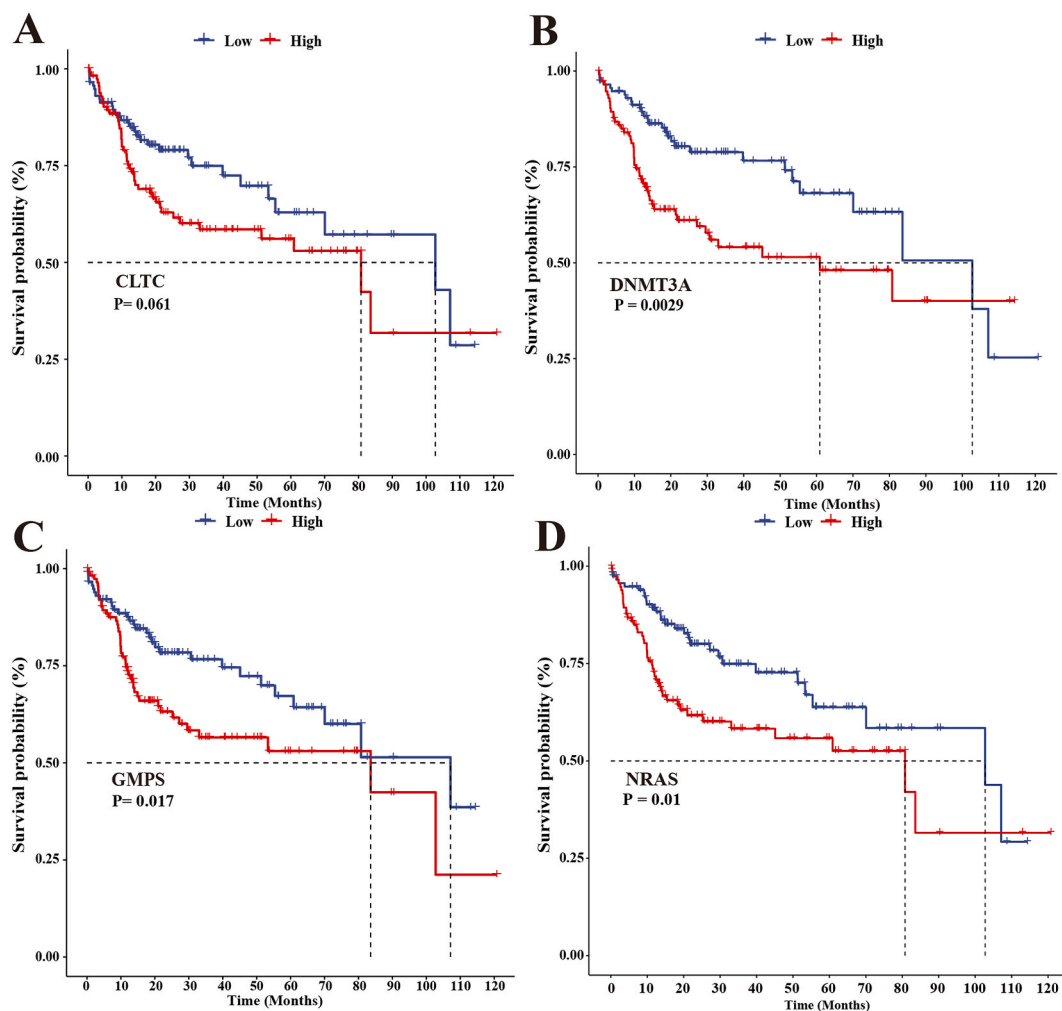 A
Low High
Survival probability (%)
1.00
0.75
0.50
0.25
0.00
CLTC
P= 0.061
0 10 20 30 40 50 60 70 80 90 100 110 120
Time (Months)
B
Low High
Survival probability (%)
1.00
0.75
0.50
0.25
0.00
DNMT3A
P = 0.0029
0 10 20 30 40 50 60 70 80 90 100 110 120
Time (Months)
C
Low High
Survival probability (%)
1.00
0.75
0.50
0.25
0.00
GMPS
P= 0.017
0 10 20 30 40 50 60 70 80 90 100 110 120
Time (Months)
D
Low High
Survival probability (%)
1.00
0.75
0.50
0.25
0.00
NRAS
P = 0.01
0 10 20 30 40 50 60 70 80 90 100 110 120
Time (Months)